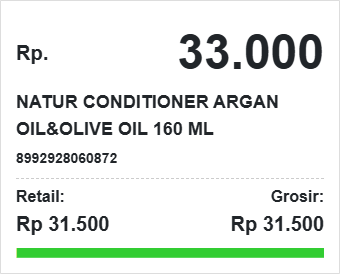 Rp. 33.000
NATUR CONDITIONER ARGAN
OIL&OLIVE OIL 160 ML
8992928060872
Retail: Grosir:
Rp 31.500 Rp 31.500